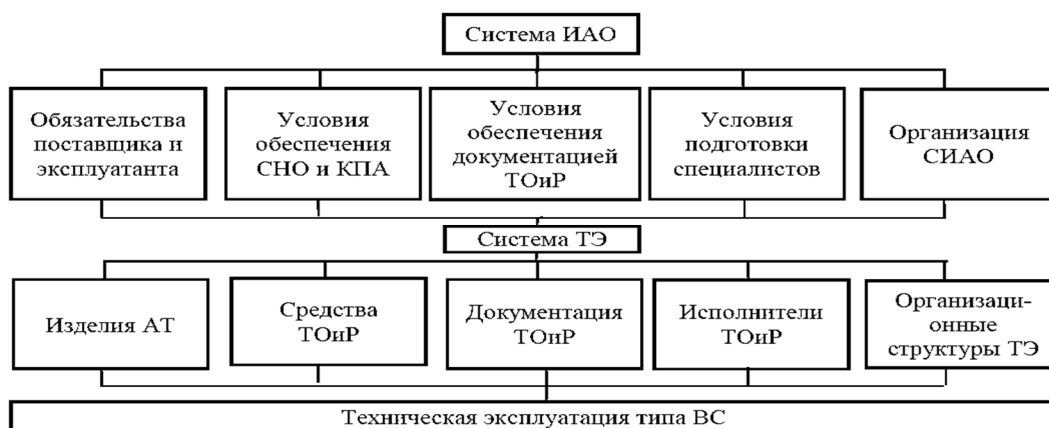 Система ИАО
Обязательства
поставщика и
эксплуатанта
Условия
обеспечения
СНО и КПА
Условия
обеспечения
документацией
ТОиР
Условия
подготовки
специалистов
Организация
СИАО
Система ТЭ
Изделия АТ
Средства
ТОиР
Документация
ТОиР
Исполнители
ТОиР
Организаци-
онные
структуры ТЭ
Техническая эксплуатация типа ВС